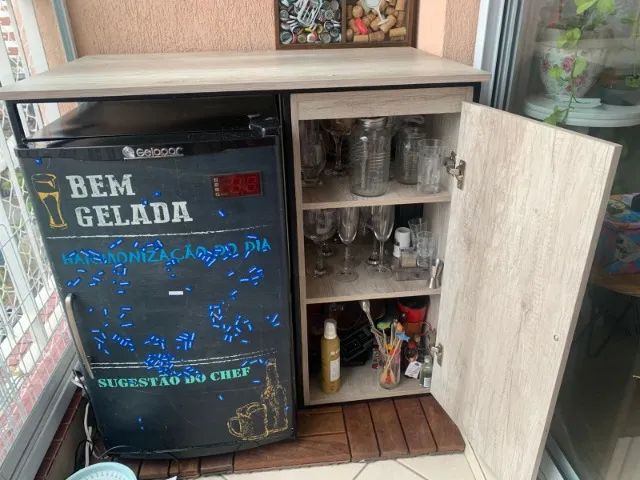 Gelopar
BEM
GELADA
HARMONIZAÇÃO DO DIA
SUGESTÃO DO CHEF